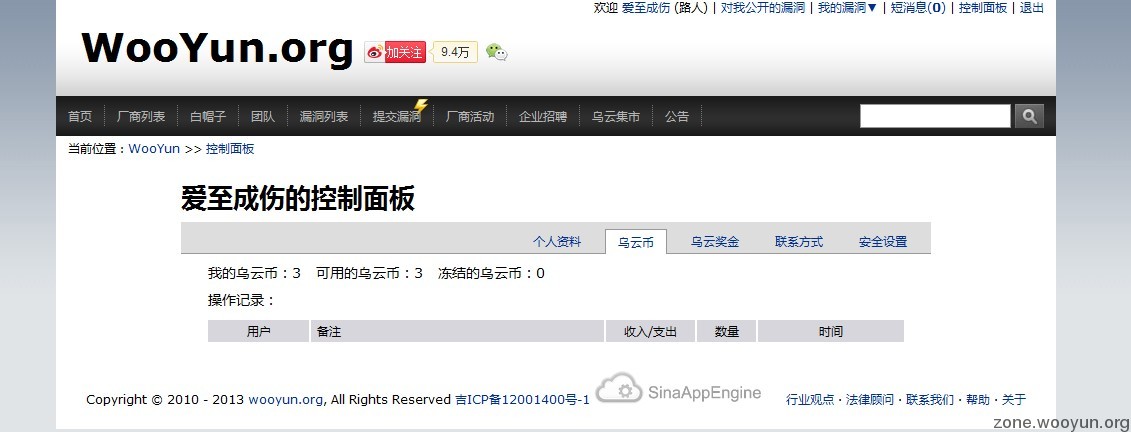 欢迎 爱至成伤 (路人) | 对我公开的漏洞 | 我的漏洞▼ | 短消息(0) | 控制面板 | 退出
WooYun.org 加关注 9.4万
首页 厂商列表 白帽子 团队 漏洞列表 提交漏洞 厂商活动 企业招聘 乌云集市 公告
当前位置：WooYun >> 控制面板
爱至成伤的控制面板
个人资料 乌云币 乌云奖金 联系方式 安全设置
我的乌云币：3 可用的乌云币：3 冻结的乌云币：0
操作记录：
用户 备注 收入/支出 数量 时间
Copyright © 2010 - 2013 wooyun.org, All Rights Reserved 吉ICP备12001400号-1 SinaAppEngine 行业观点 · 法律顾问 · 联系我们 · 帮助 · 关于
zone.wooyun.org